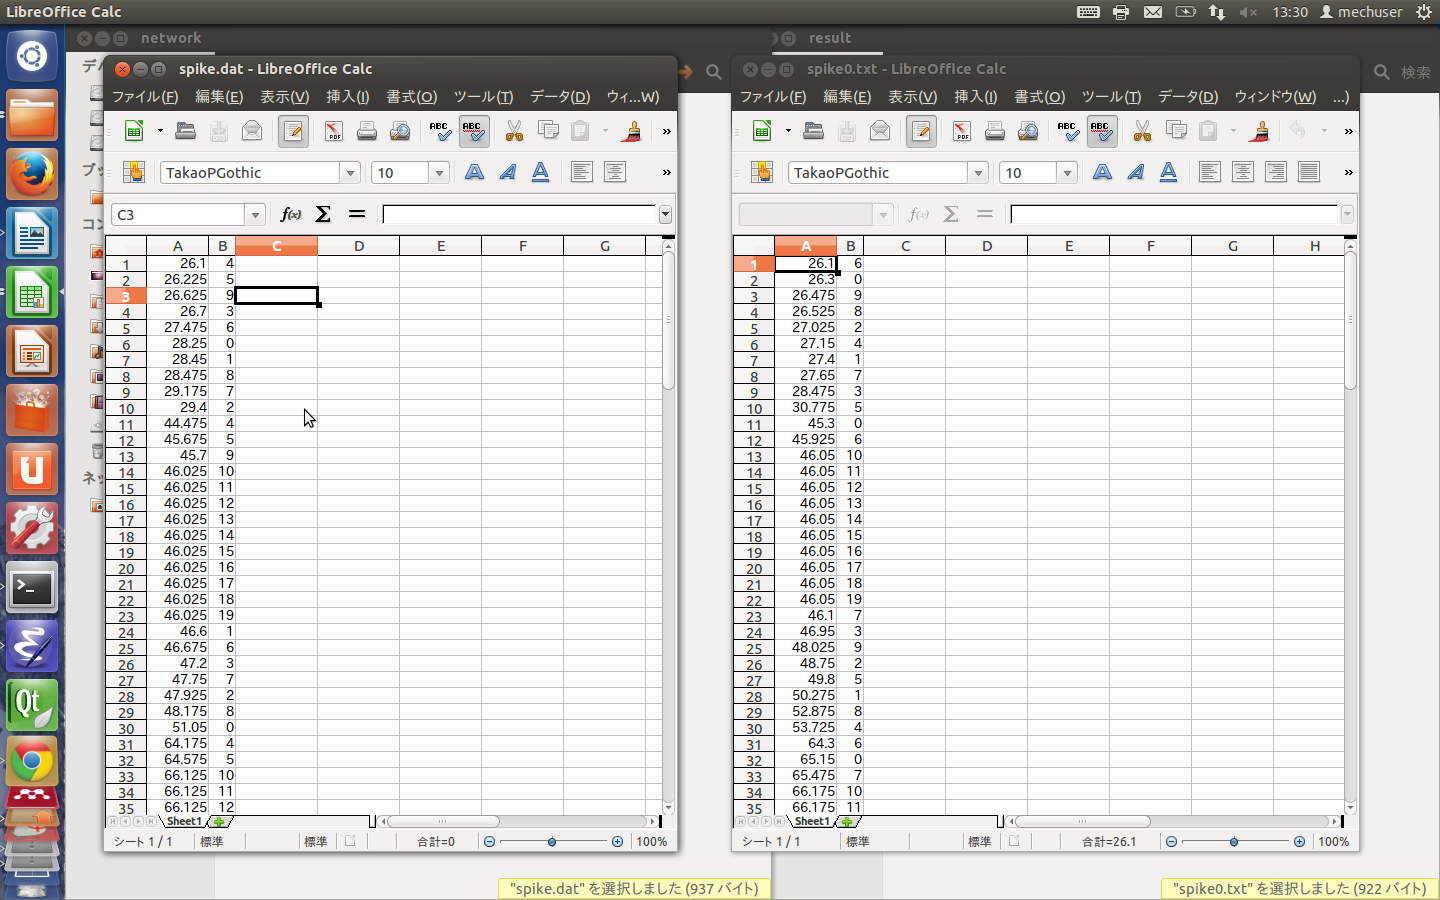 LibreOffice Calc
13:30 mechuser
network
result
検索
spike.dat - LibreOffice Calc
ファイル(F) 編集(E) 表示(V) 挿入(I) 書式(O) ツール(T) データ(D) ウィ...W)
TakaoPGothic 10
C3
A B C D E F G
1 26.1 4
2 26.225 5
3 26.625 9
4 26.7 3
5 27.475 6
6 28.25 0
7 28.45 1
8 28.475 8
9 29.175 7
10 29.4 2
11 44.475 4
12 45.675 5
13 45.7 9
14 46.025 10
15 46.025 11
16 46.025 12
17 46.025 13
18 46.025 14
19 46.025 15
20 46.025 16
21 46.025 17
22 46.025 18
23 46.025 19
24 46.6 1
25 46.675 6
26 47.2 3
27 47.75 7
28 47.925 2
29 48.175 8
30 51.05 0
31 64.175 4
32 64.575 5
33 66.125 10
34 66.125 11
35 66.125 12
Sheet1
シート 1 / 1 標準 標準 合計=0 100%
"spike.dat" を選択しました (937 バイト)
spike0.txt - LibreOffice Calc
ファイル(F) 編集(E) 表示(V) 挿入(I) 書式(O) ツール(T) データ(D) ウィンドウ(W) ...)
TakaoPGothic 10
A B C D E F G H
1 26.1 6
2 26.3 0
3 26.475 9
4 26.525 8
5 27.025 2
6 27.15 4
7 27.4 1
8 27.65 7
9 28.475 3
10 30.775 5
11 45.3 0
12 45.925 6
13 46.05 10
14 46.05 11
15 46.05 12
16 46.05 13
17 46.05 14
18 46.05 15
19 46.05 16
20 46.05 17
21 46.05 18
22 46.05 19
23 46.1 7
24 46.95 3
25 48.025 9
26 48.75 2
27 49.8 5
28 50.275 1
29 52.875 8
30 53.725 4
31 64.3 6
32 65.15 0
33 65.475 7
34 66.175 10
35 66.175 11
Sheet1
シート 1 / 1 標準 標準 合計=26.1 100%
"spike0.txt" を選択しました (922 バイト)